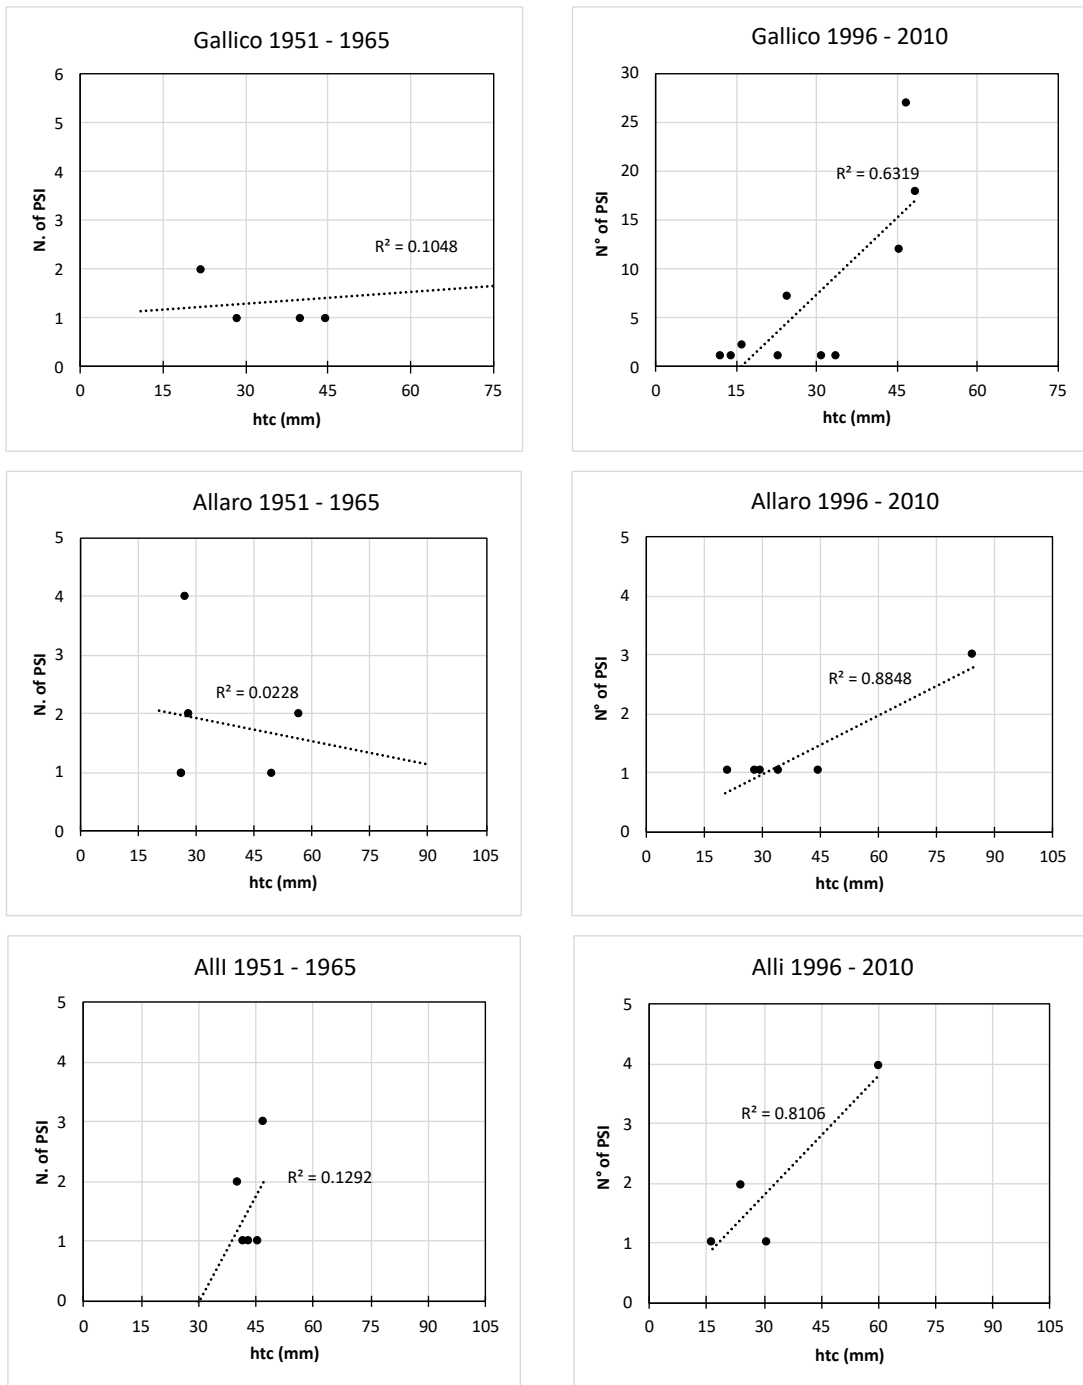 Gallico 1951 - 1965
6
5
4
3
2
1
0
N. of PSI
R² = 0.1048
0 15 30 45 60 75
htc (mm)
Gallico 1996 - 2010
30
25
20
15
10
5
0
N° of PSI
R² = 0.6319
0 15 30 45 60 75
htc (mm)
Allaro 1951 - 1965
5
4
3
2
1
0
N. of PSI
R² = 0.0228
0 15 30 45 60 75 90 105
htc (mm)
Allaro 1996 - 2010
5
4
3
2
1
0
N° of PSI
R² = 0.8848
0 15 30 45 60 75 90 105
htc (mm)
AllI 1951 - 1965
5
4
3
2
1
0
N. of PSI
R² = 0.1292
0 15 30 45 60 75 90 105
htc (mm)
Alli 1996 - 2010
5
4
3
2
1
0
N° of PSI
R² = 0.8106
0 15 30 45 60 75 90 105
htc (mm)